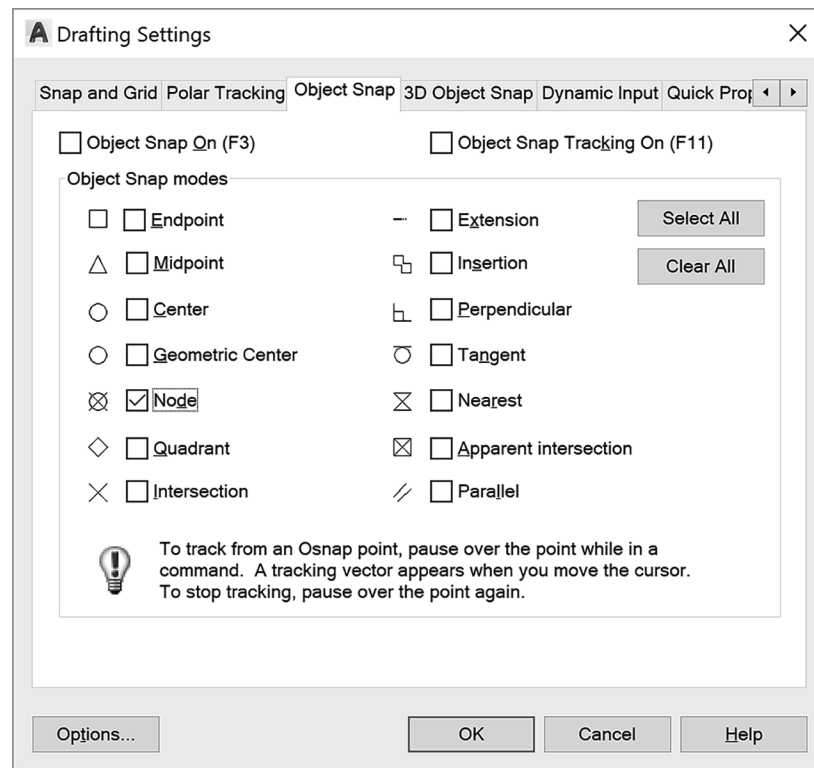 Drafting Settings
Snap and Grid Polar Tracking Object Snap 3D Object Snap Dynamic Input Quick Prop
Object Snap On (F3) Object Snap Tracking On (F11)
Object Snap modes
Endpoint Extension Select All
Midpoint Insertion Clear All
Center Perpendicular
Geometric Center Tangent
Node Nearest
Quadrant Apparent intersection
Intersection Parallel
To track from an Osnap point, pause over the point while in a
command. A tracking vector appears when you move the cursor.
To stop tracking, pause over the point again.
Options... OK Cancel Help